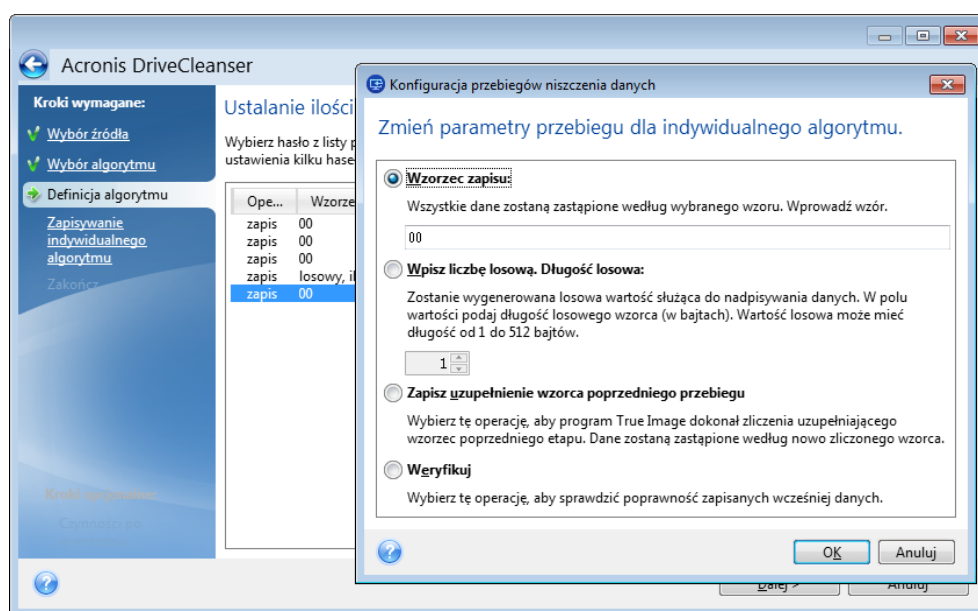 Acronis DriveCleanser
Kroki wymagane:
Wybór źródła
Wybór algorytmu
Definicja algorytmu
Zapisywanie
indywidualnego
algorytmu
Zakończ
Ustalanie ilości
Wybierz hasło z listy p
ustawienia kilku hase
Ope... Wzorze
zapis 00
zapis 00
zapis 00
zapis losowy, il
zapis 00
Kroki opcjonalne:
Czynności po
Dalej >
Anuluj
Konfiguracja przebiegów niszczenia danych
Zmień parametry przebiegu dla indywidualnego algorytmu.
Wzorzec zapisu:
Wszystkie dane zostaną zastąpione według wybranego wzoru. Wprowadź wzór.
00
Wpisz liczbę losową. Długość losowa:
Zostanie wygenerowana losowa wartość służąca do nadpisywania danych. W polu
wartości podaj długość losowego wzorca (w bajtach). Wartość losowa może mieć
długość od 1 do 512 bajtów.
1
Zapisz uzupełnienie wzorca poprzedniego przebiegu
Wybierz tę operację, aby program True Image dokonał zliczenia uzupełniającego
wzorzec poprzedniego etapu. Dane zostaną zastąpione według nowo zliczonego wzorca.
Weryfikuj
Wybierz tę operację, aby sprawdzić poprawność zapisanych wcześniej danych.
OK
Anuluj